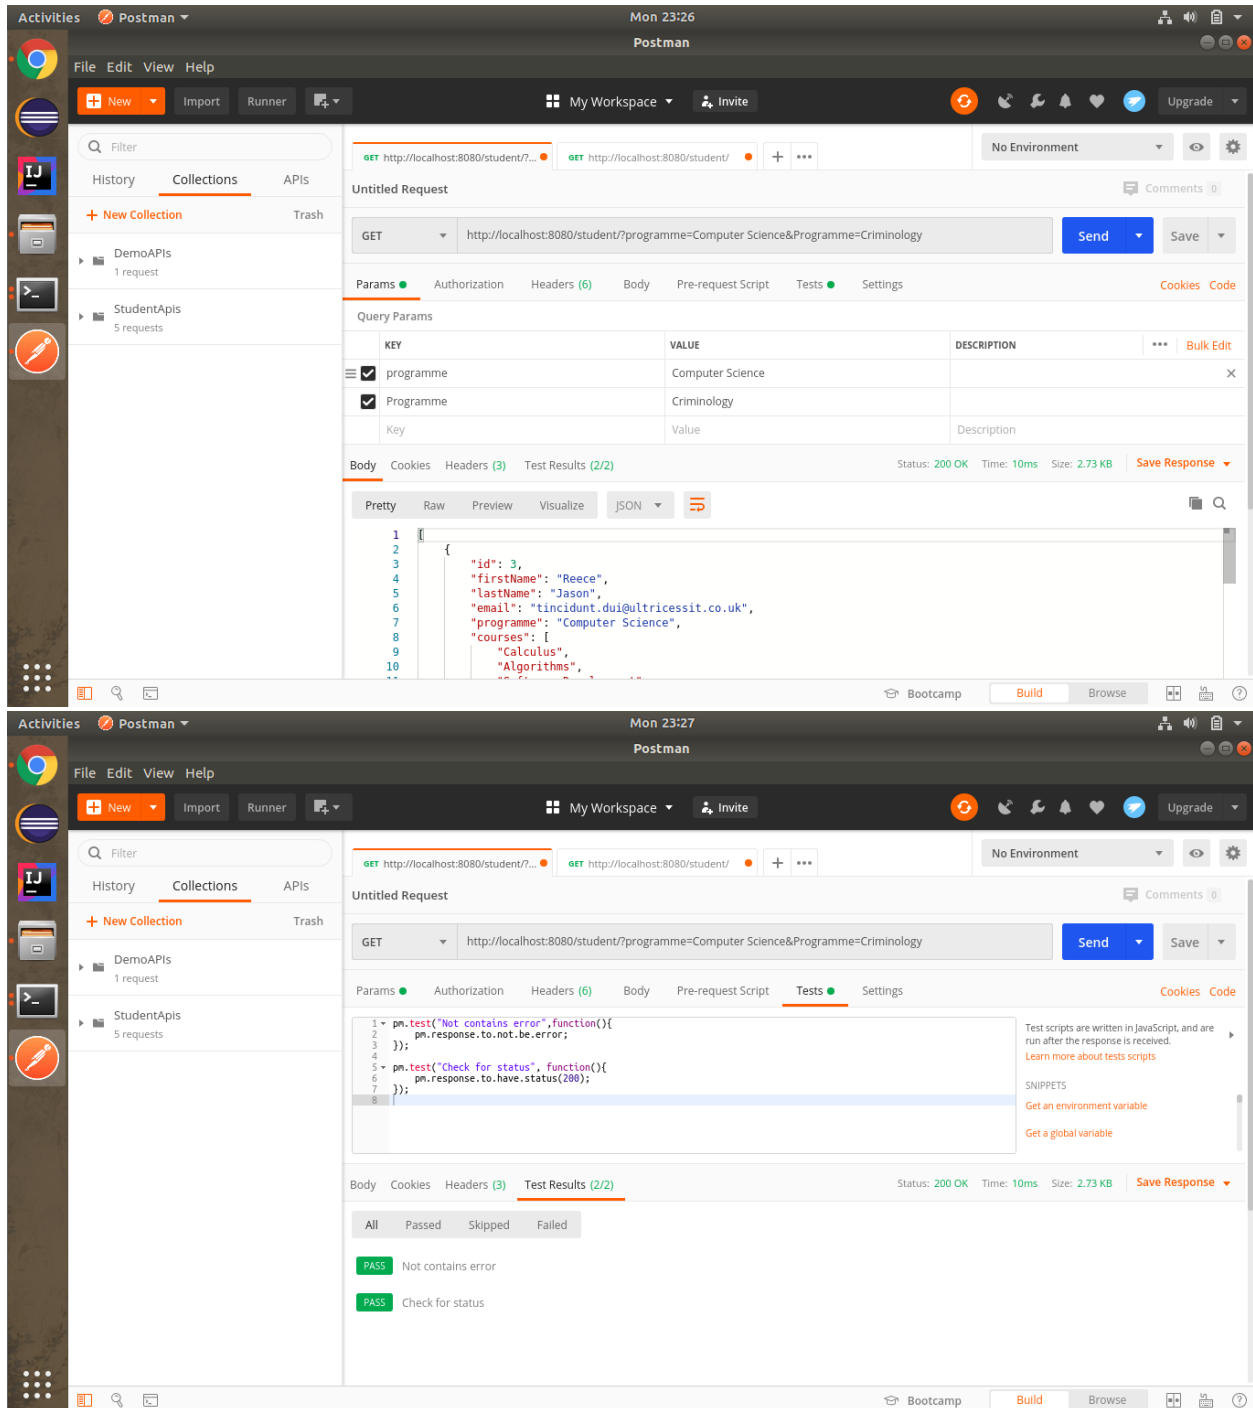 Activities Postman Mon 23:26
Postman
File Edit View Help
New Import Runner My Workspace Invite Upgrade
Filter
History Collections APIs
+ New Collection Trash
DemoAPIs
1 request
StudentApis
5 requests
GET http://localhost:8080/student/?... GET http://localhost:8080/student/ + ••• No Environment
Untitled Request Comments 0
GET http://localhost:8080/student/?programme=Computer Science&Programme=Criminology Send Save
Params Authorization Headers (6) Body Pre-request Script Tests Settings Cookies Code
Query Params
KEY VALUE DESCRIPTION ••• Bulk Edit
programme Computer Science
Programme Criminology
Key Value Description
Body Cookies Headers (3) Test Results (2/2) Status: 200 OK Time: 10ms Size: 2.73 KB Save Response
Pretty Raw Preview Visualize JSON
1 [
2 {
3 "id": 3,
4 "firstName": "Reece",
5 "lastName": "Jason",
6 "email": "tincidunt.dui@ultricessit.co.uk",
7 "programme": "Computer Science",
8 "courses": [
9 "Calculus",
10 "Algorithms",
Bootcamp Build Browse
Activities Postman Mon 23:27
Postman
File Edit View Help
New Import Runner My Workspace Invite Upgrade
Filter
History Collections APIs
+ New Collection Trash
DemoAPIs
1 request
StudentApis
5 requests
GET http://localhost:8080/student/?... GET http://localhost:8080/student/ + ••• No Environment
Untitled Request Comments 0
GET http://localhost:8080/student/?programme=Computer Science&Programme=Criminology Send Save
Params Authorization Headers (6) Body Pre-request Script Tests Settings Cookies Code
1 pm.test("Not contains error",function(){
2 pm.response.to.not.be.error;
3 });
4
5 pm.test("Check for status", function(){
6 pm.response.to.have.status(200);
7 });
8
Test scripts are written in JavaScript, and are
run after the response is received.
Learn more about tests scripts
SNIPPETS
Get an environment variable
Get a global variable
Body Cookies Headers (3) Test Results (2/2) Status: 200 OK Time: 10ms Size: 2.73 KB Save Response
All Passed Skipped Failed
PASS Not contains error
PASS Check for status
Bootcamp Build Browse